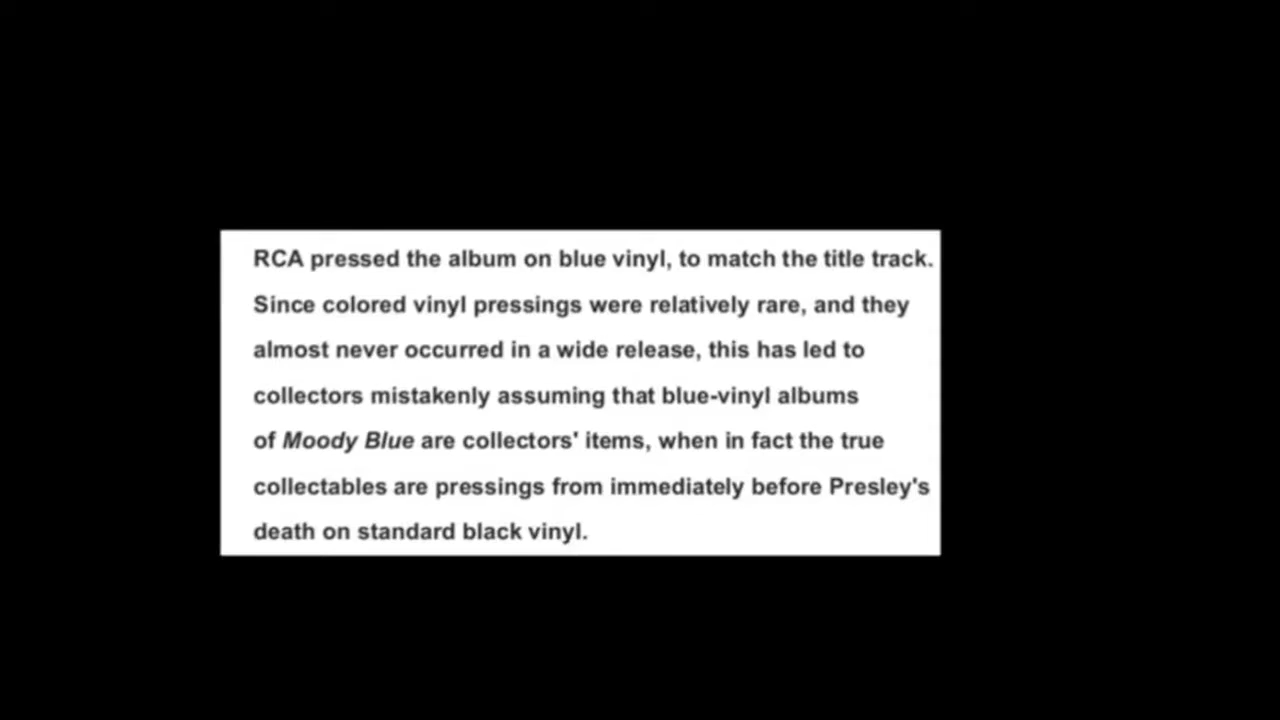 RCA pressed the album on blue vinyl, to match the title track.
Since colored vinyl pressings were relatively rare, and they
almost never occurred in a wide release, this has led to
collectors mistakenly assuming that blue-vinyl albums
of Moody Blue are collectors' items, when in fact the true
collectables are pressings from immediately before Presley's
death on standard black vinyl.